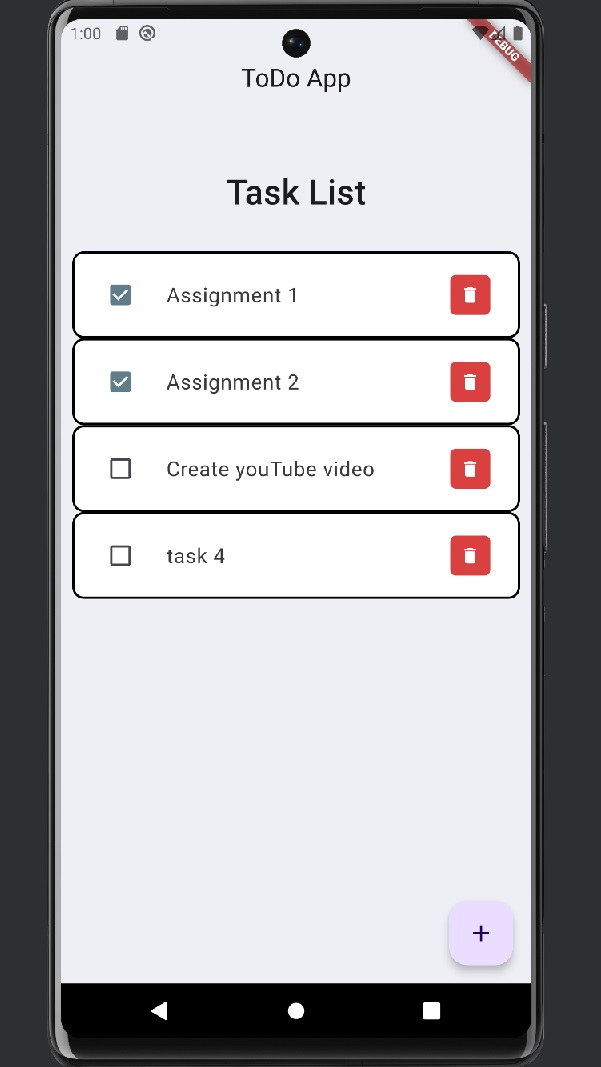 1:00
DEBUG
ToDo App
Task List
Assignment 1
Assignment 2
Create youTube video
task 4